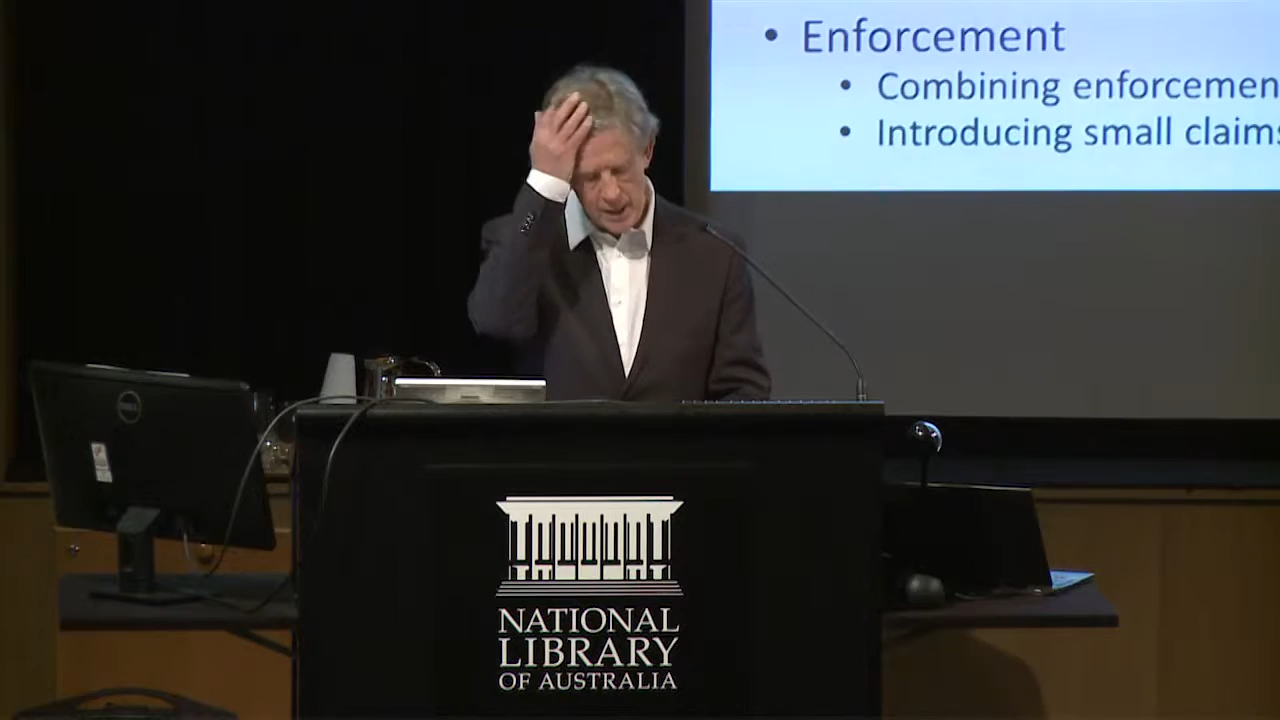 • Enforcement
• Combining enforcemen
• Introducing small claims
DELL
NATIONAL
LIBRARY
OF AUSTRALIA